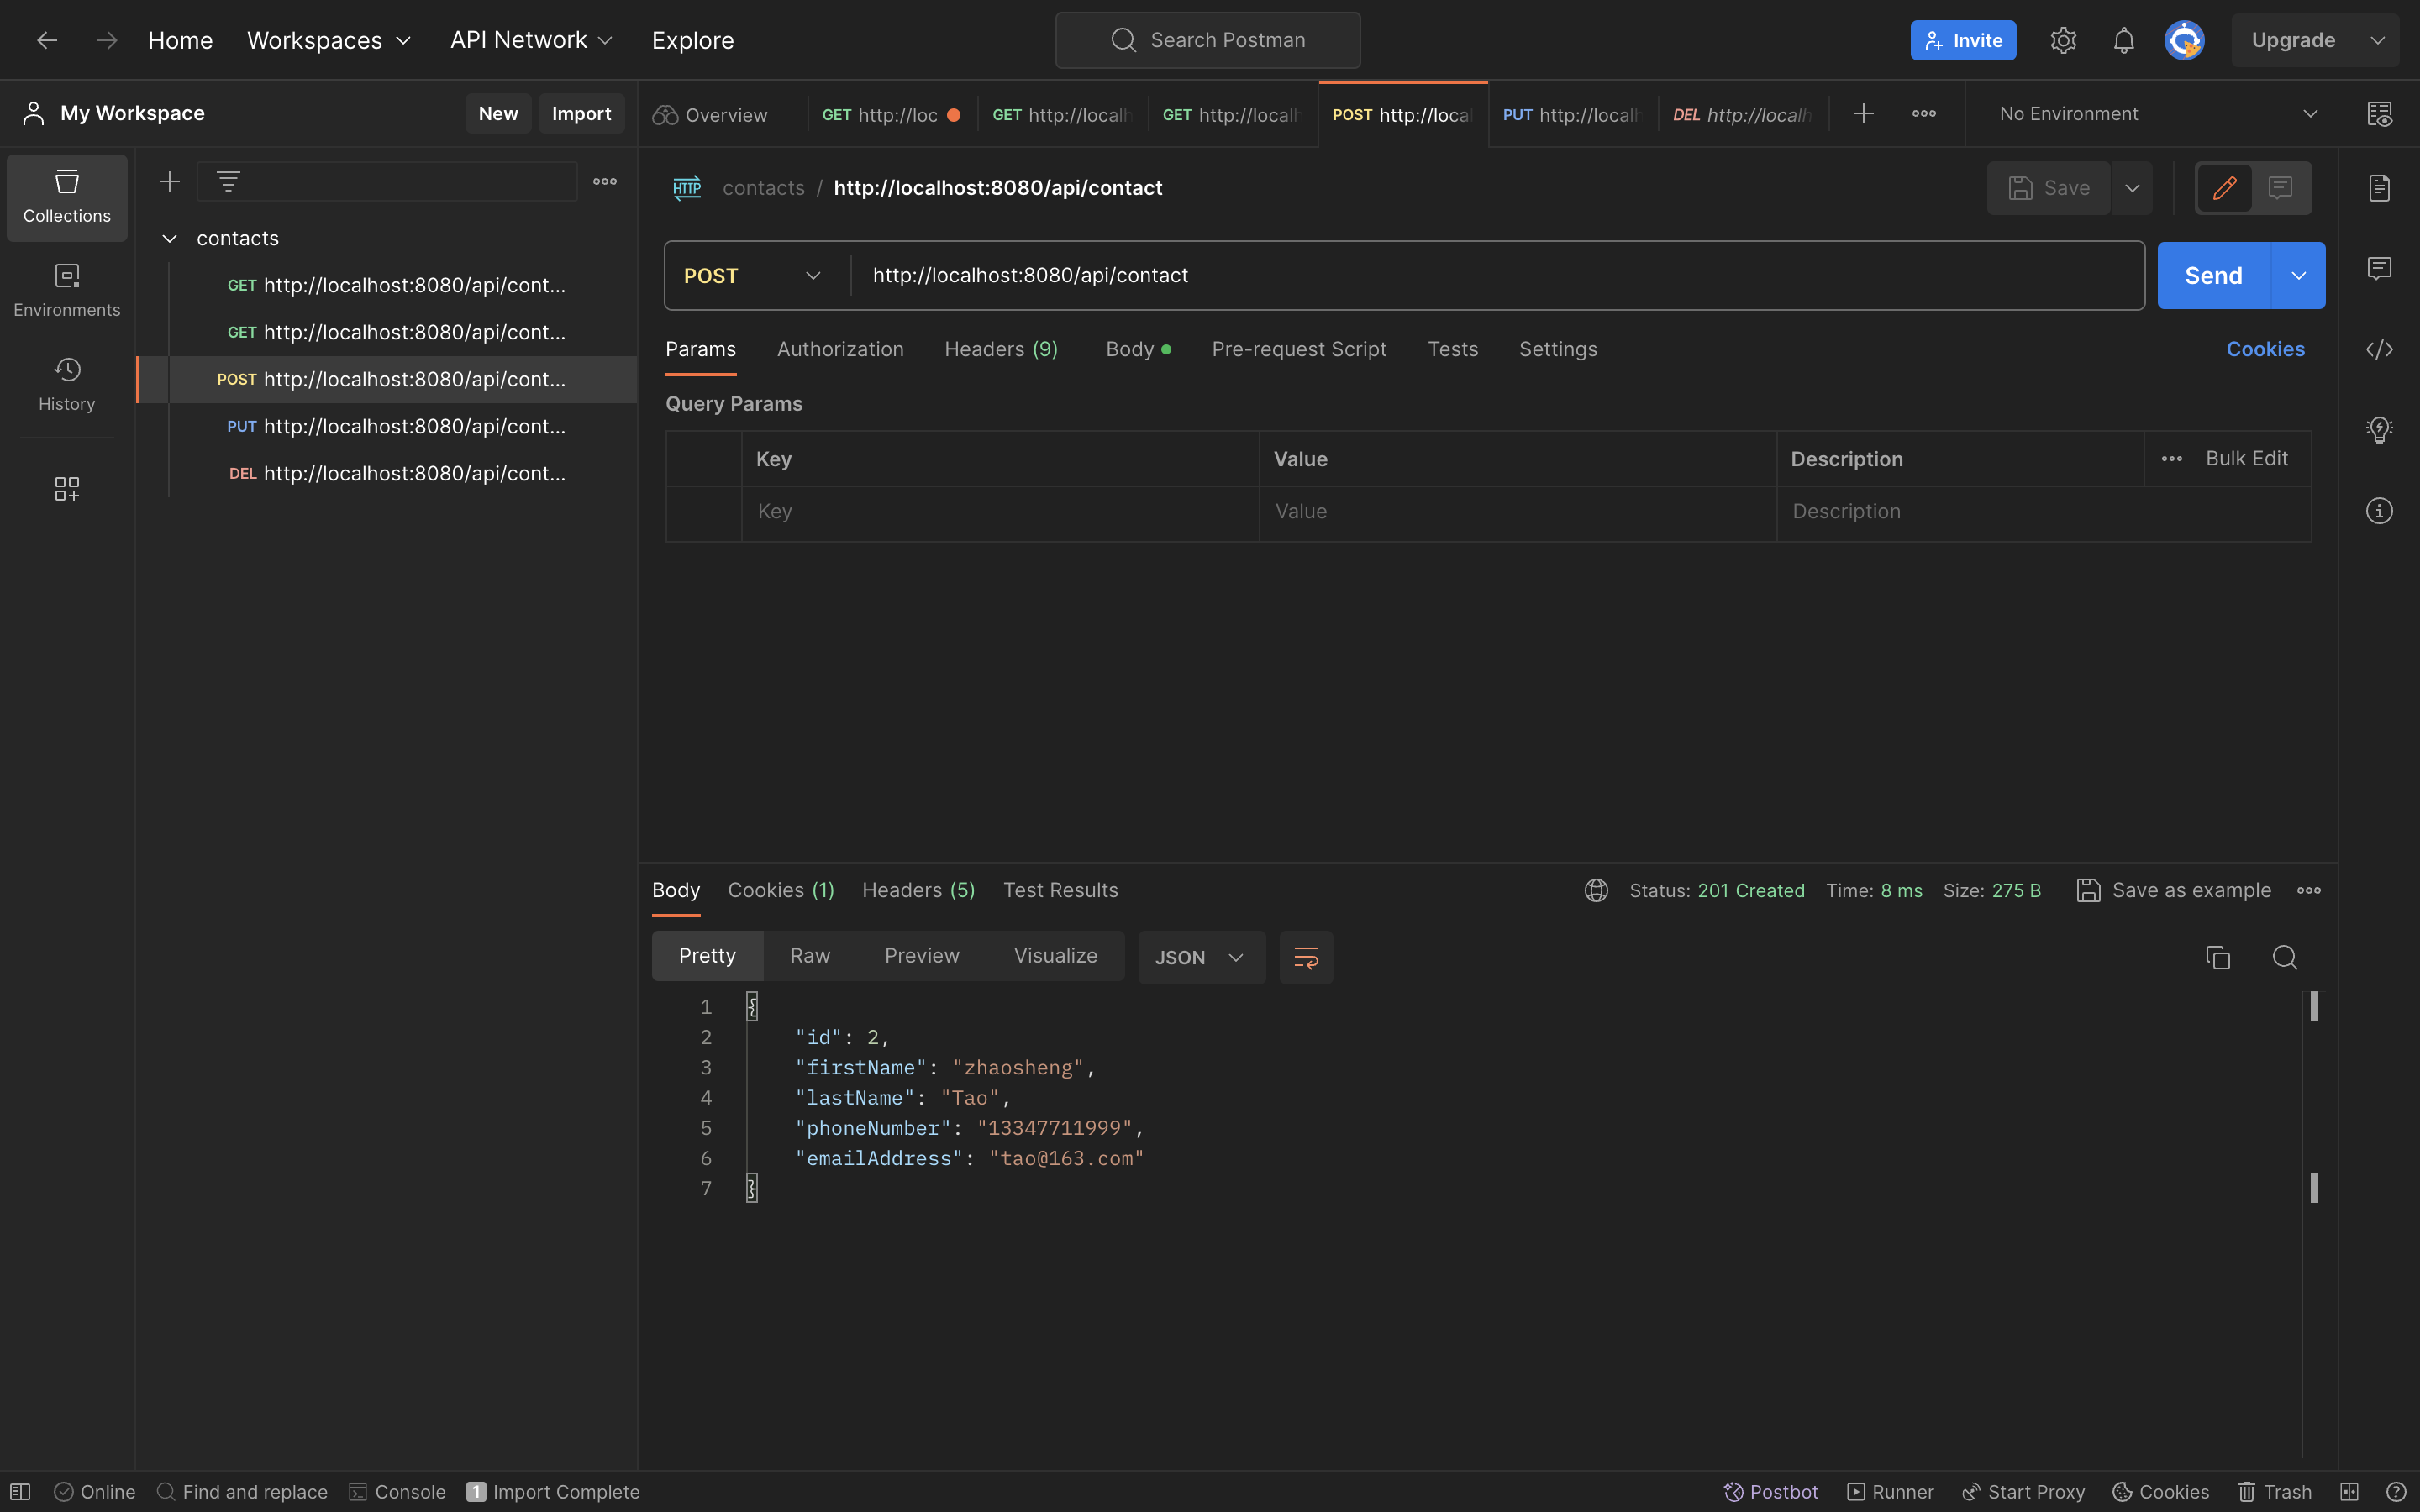 Home Workspaces API Network Explore Search Postman Invite Upgrade
My Workspace New Import
Overview GET http://loc GET http://localh GET http://localh POST http://local PUT http://localh DEL http://localh No Environment
Collections
Environments
History
contacts
GET http://localhost:8080/api/cont...
GET http://localhost:8080/api/cont...
POST http://localhost:8080/api/cont...
PUT http://localhost:8080/api/cont...
DEL http://localhost:8080/api/cont...
HTTP contacts / http://localhost:8080/api/contact Save
POST http://localhost:8080/api/contact Send
Params Authorization Headers (9) Body Pre-request Script Tests Settings Cookies
Query Params
Key Value Description Bulk Edit
Key Value Description
Body Cookies (1) Headers (5) Test Results Status: 201 Created Time: 8 ms Size: 275 B Save as example
Pretty Raw Preview Visualize JSON
1 {
2 "id": 2,
3 "firstName": "zhaosheng",
4 "lastName": "Tao",
5 "phoneNumber": "13347711999",
6 "emailAddress": "tao@163.com"
7 }
Online Find and replace Console 1 Import Complete Postbot Runner Start Proxy Cookies Trash